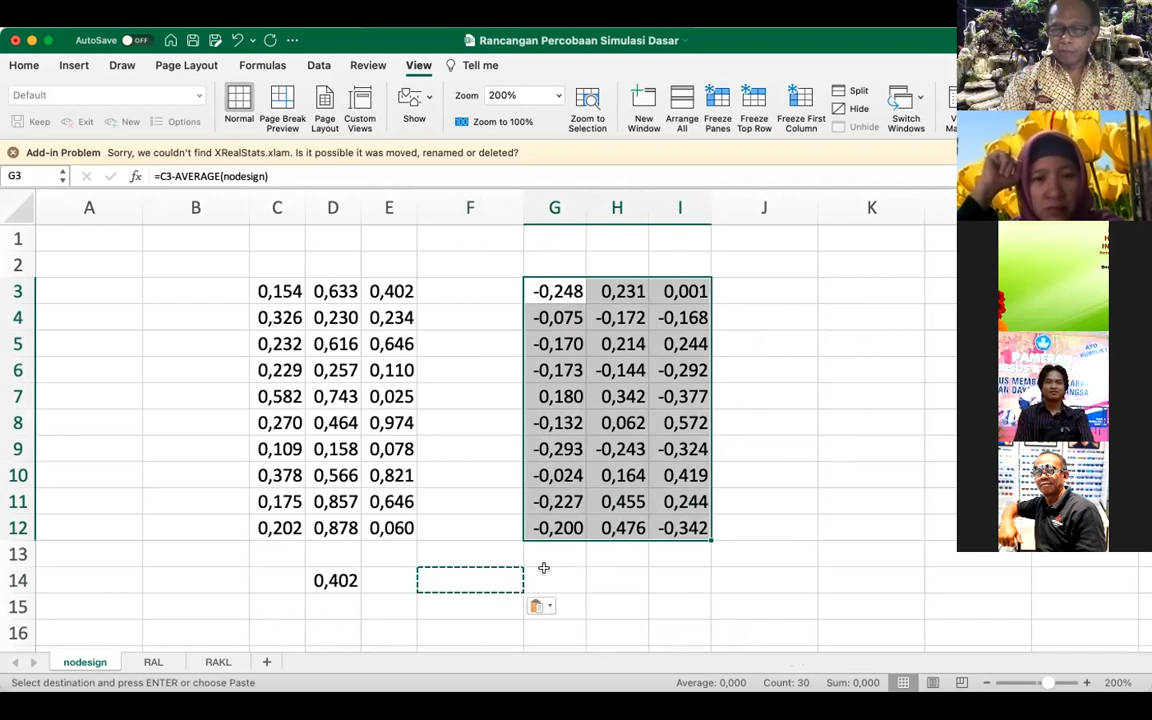 AutoSave OFF
Rancangan Percobaan Simulasi Dasar
Home Insert Draw Page Layout Formulas Data Review View Tell me
Default
Keep Exit New Options
Normal Page Break Preview Page Layout Custom Views
Show
Zoom 200%
Zoom to 100%
Zoom to Selection
New Window Arrange All Freeze Panes Freeze Top Row Freeze First Column
Split
Hide
Unhide
Switch Windows
Add-in Problem Sorry, we couldn't find XRealStats.xlam. Is it possible it was moved, renamed or deleted?
G3 fx =C3-AVERAGE(nodesign)
A B C D E F G H I J K
1
2
3 0,154 0,633 0,402 -0,248 0,231 0,001
4 0,326 0,230 0,234 -0,075 -0,172 -0,168
5 0,232 0,616 0,646 -0,170 0,214 0,244
6 0,229 0,257 0,110 -0,173 -0,144 -0,292
7 0,582 0,743 0,025 0,180 0,342 -0,377
8 0,270 0,464 0,974 -0,132 0,062 0,572
9 0,109 0,158 0,078 -0,293 -0,243 -0,324
10 0,378 0,566 0,821 -0,024 0,164 0,419
11 0,175 0,857 0,646 -0,227 0,455 0,244
12 0,202 0,878 0,060 -0,200 0,476 -0,342
13
14 0,402
15
16
nodesign RAL RAKL
Select destination and press ENTER or choose Paste
Average: 0,000 Count: 30 Sum: 0,000
200%
PAMERAN